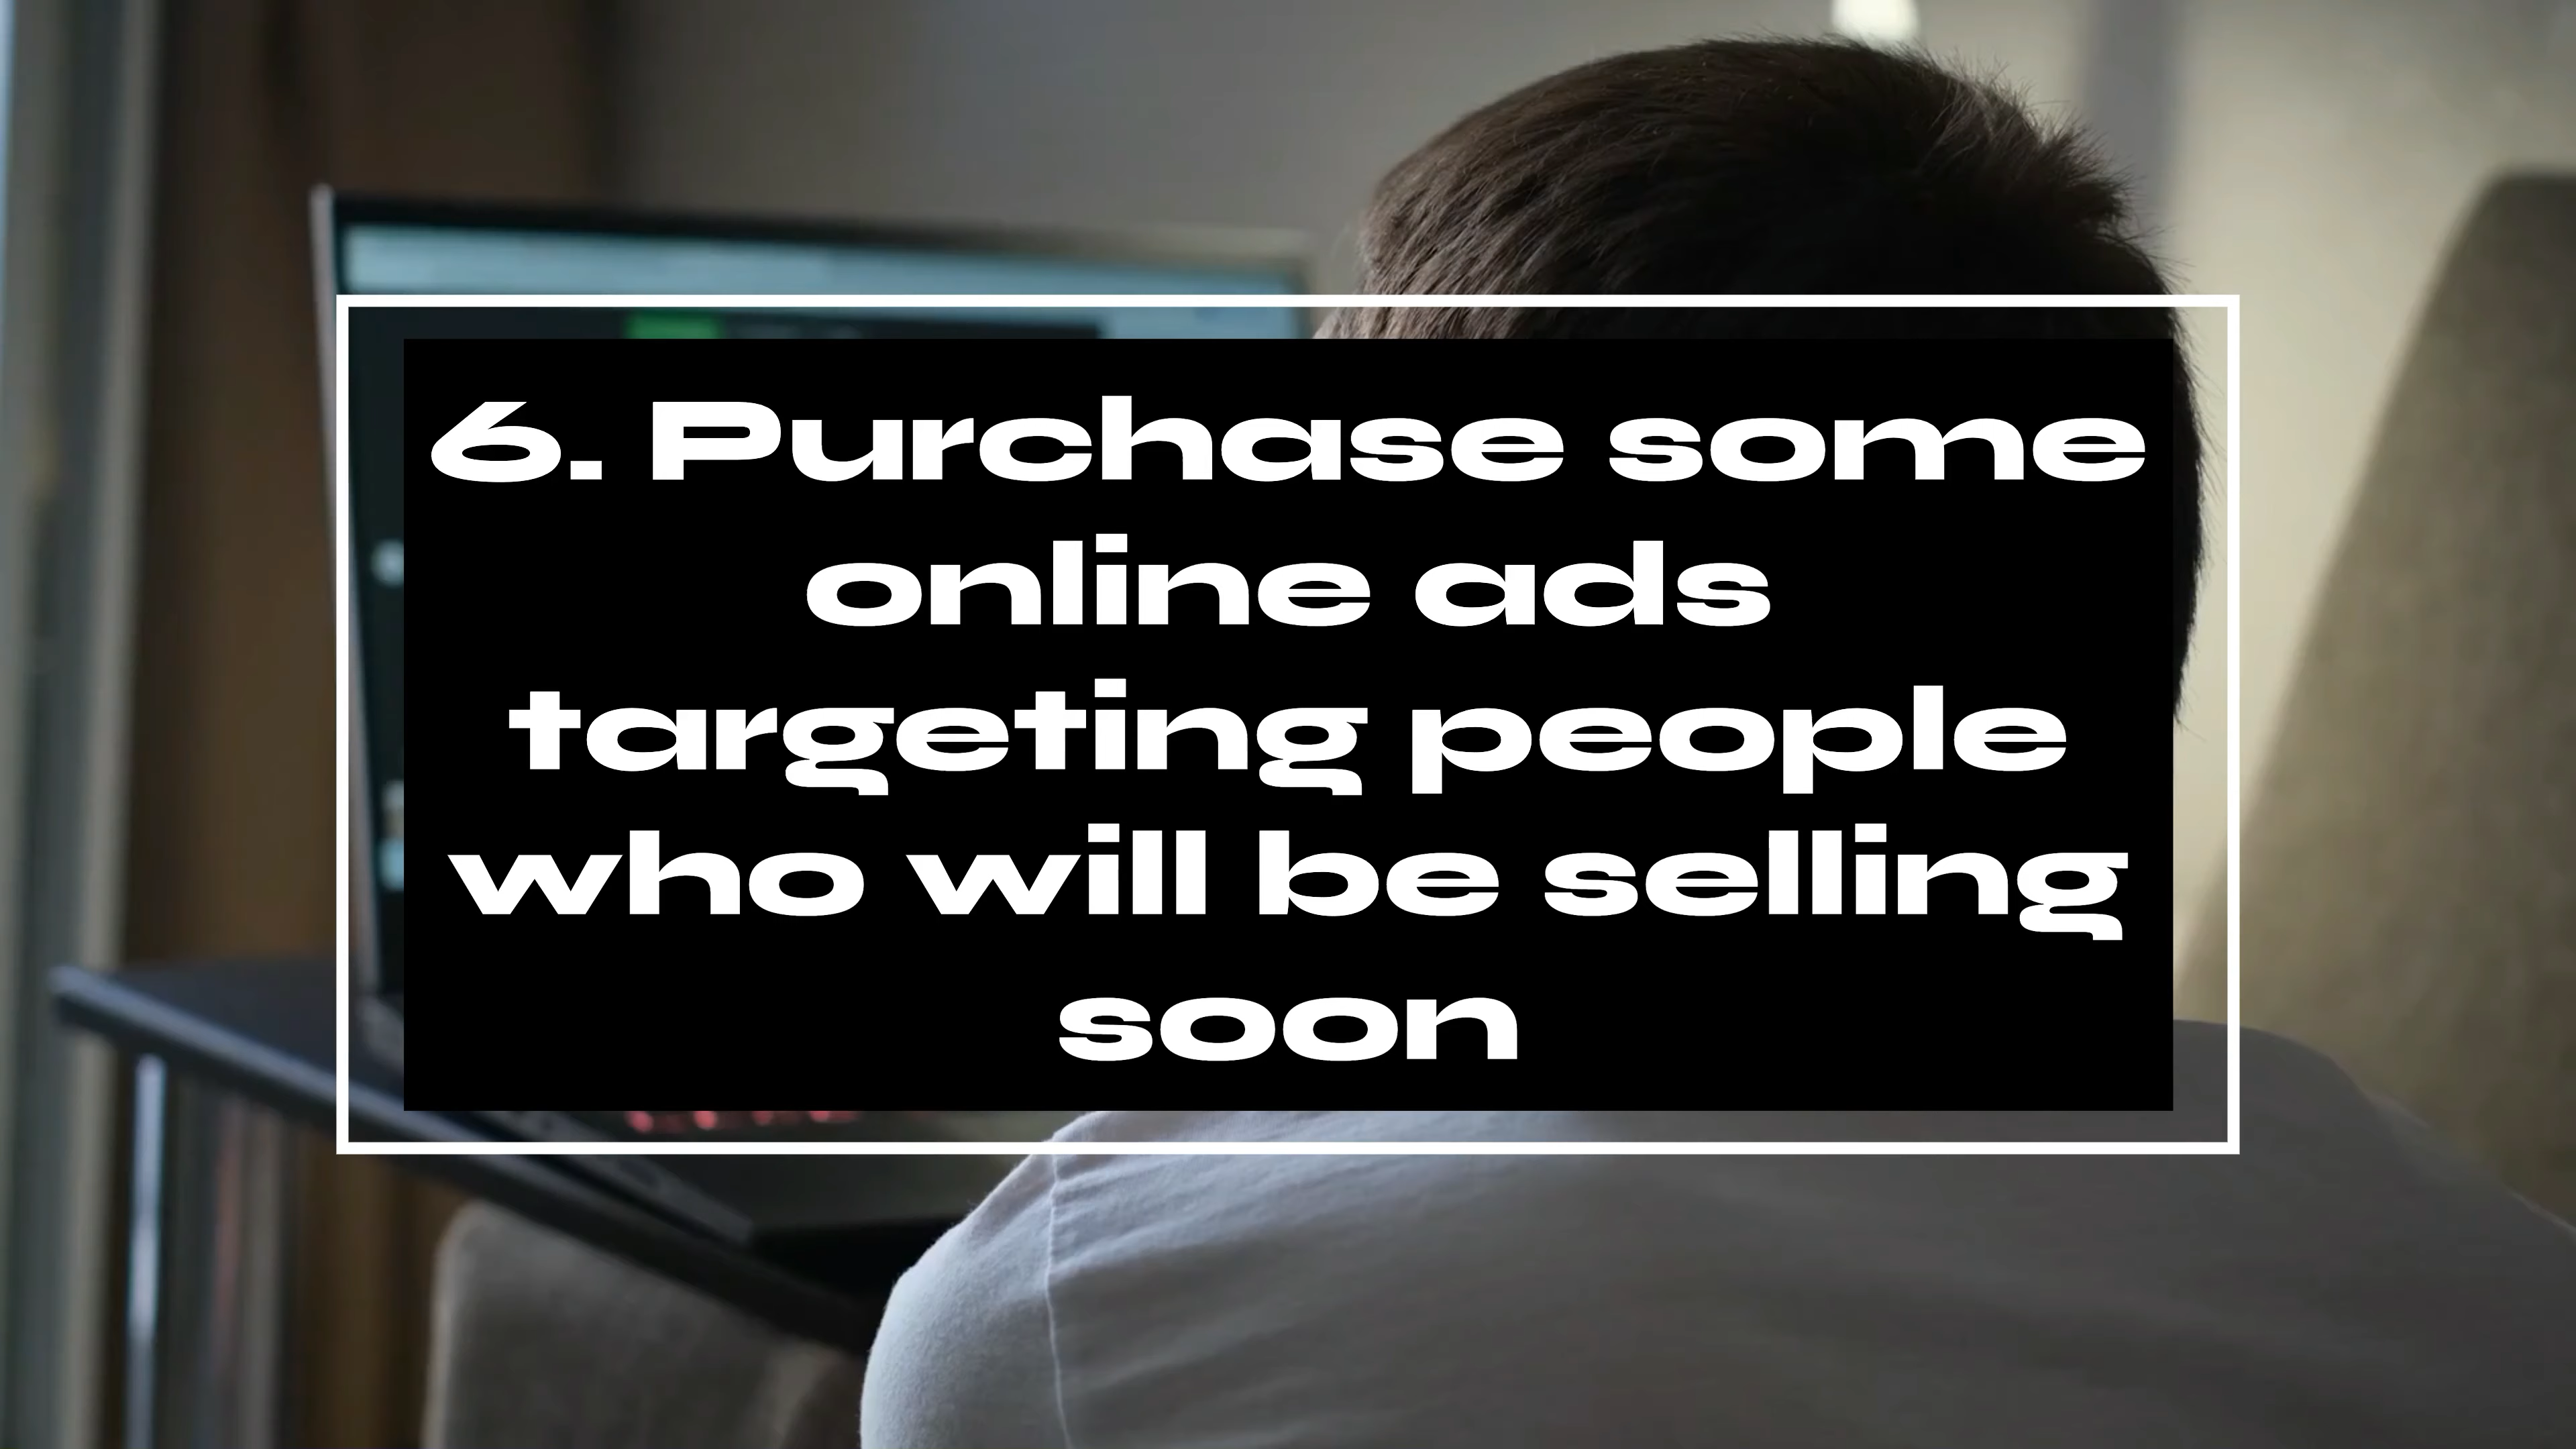 6. Purchase some
online ads
targeting people
who will be selling
soon